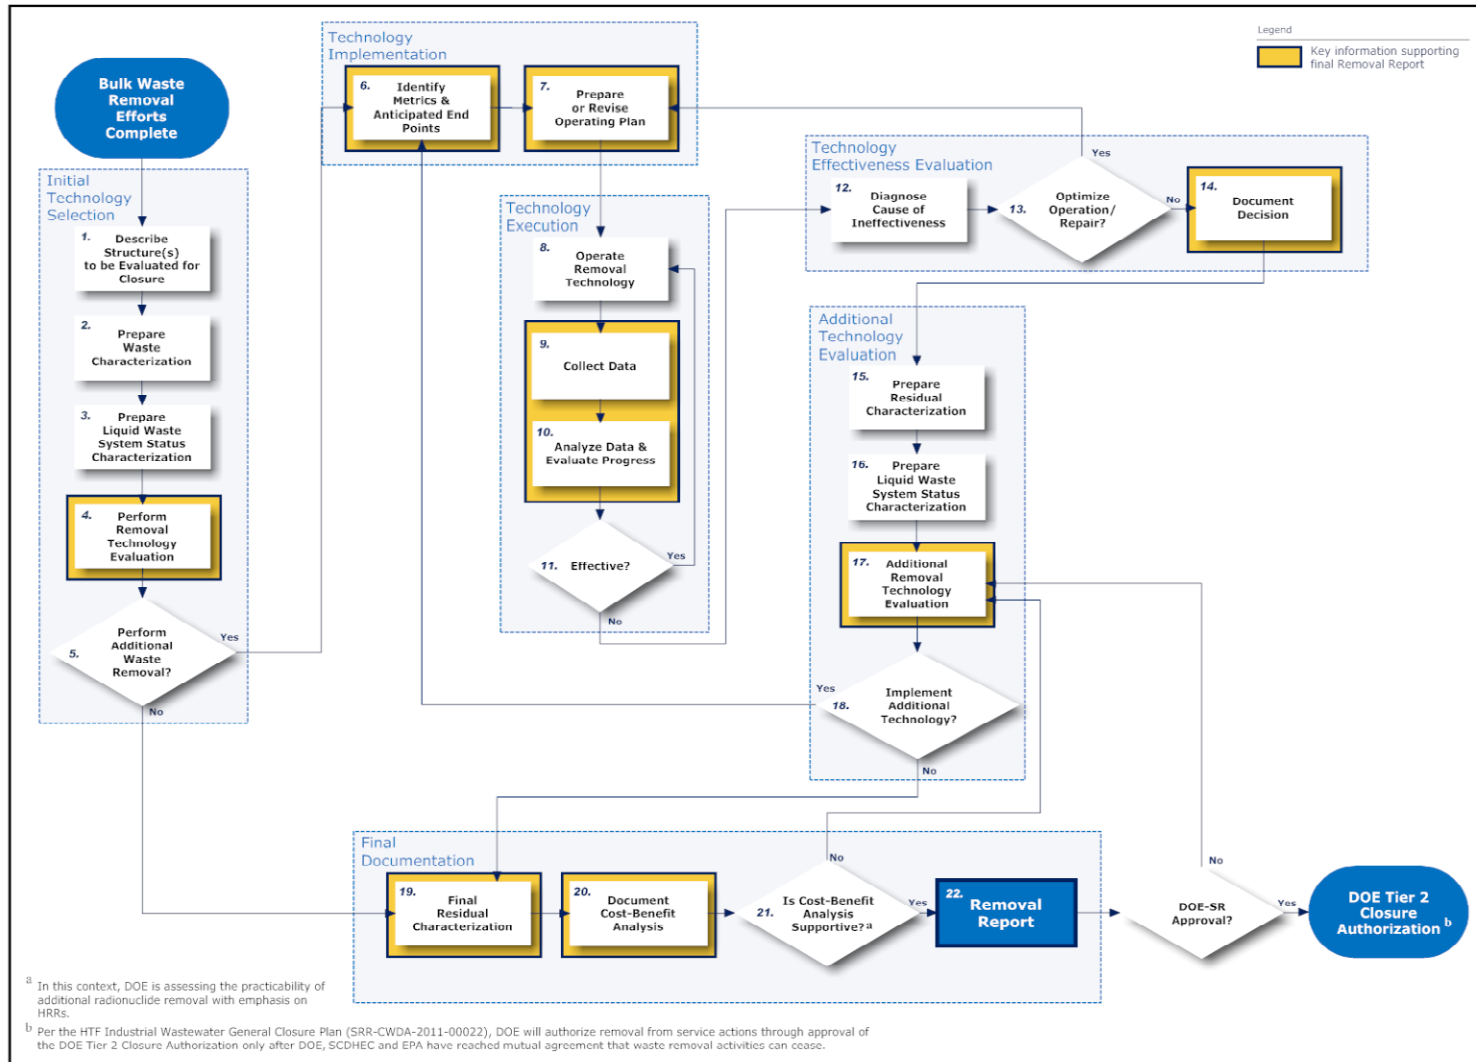 Legend
Key information supporting
final Removal Report
Bulk Waste
Removal
Efforts
Complete
Initial
Technology
Selection
1. Describe
Structure(s)
to be Evaluated for
Closure
2. Prepare
Waste
Characterization
3. Prepare
Liquid Waste
System Status
Characterization
4. Perform
Removal
Technology
Evaluation
5. Perform
Additional
Waste
Removal?
Yes
No
Technology
Implementation
6. Identify
Metrics &
Anticipated End
Points
7. Prepare
or Revise
Operating Plan
Technology
Execution
8. Operate
Removal
Technology
9.
Collect Data
10.
Analyze Data &
Evaluate Progress
11. Effective?
Yes
No
Technology
Effectiveness Evaluation
12. Diagnose
Cause of
Ineffectiveness
Yes
13. Optimize
Operation/
Repair?
No
14. Document
Decision
Additional
Technology
Evaluation
15. Prepare
Residual
Characterization
16. Prepare
Liquid Waste
System Status
Characterization
17. Additional
Removal
Technology
Evaluation
Yes
18. Implement
Additional
Technology?
No
Final
Documentation
19. Final
Residual
Characterization
20. Document
Cost-Benefit
Analysis
No
21. Is Cost-Benefit
Analysis
Supportive? a
Yes
22. Removal
Report
No
DOE-SR
Approval?
Yes
DOE Tier 2
Closure
Authorization b
a In this context, DOE is assessing the practicability of
additional radionuclide removal with emphasis on
HRRs.
b Per the HTF Industrial Wastewater General Closure Plan (SRR-CWDA-2011-00022), DOE will authorize removal from service actions through approval of
the DOE Tier 2 Closure Authorization only after DOE, SCDHEC and EPA have reached mutual agreement that waste removal activities can cease.